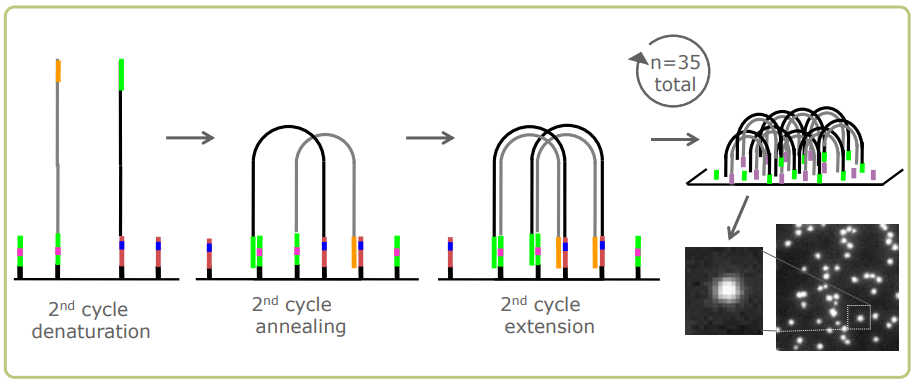 n=35
total
2nd cycle
denaturation
2nd cycle
annealing
2nd cycle
extension